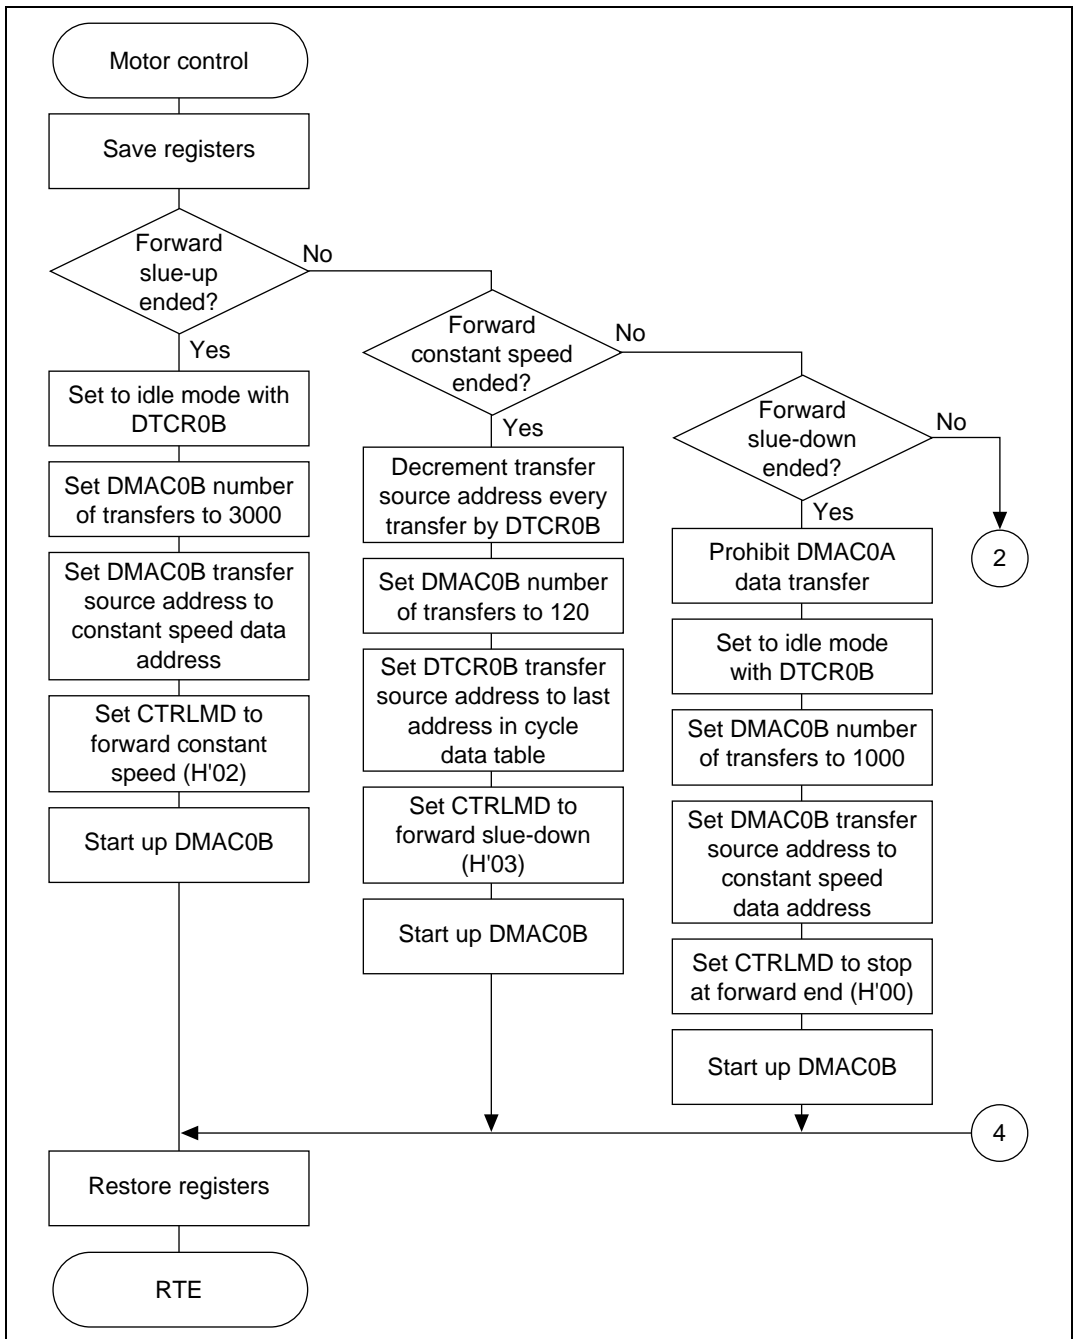 Motor control
Save registers
Forward
slue-up
ended?
No
Yes
Set to idle mode with
DTCR0B
Set DMAC0B number
of transfers to 3000
Set DMAC0B transfer
source address to
constant speed data
address
Set CTRLMD to
forward constant
speed (H'02)
Start up DMAC0B
Forward
constant speed
ended?
No
Yes
Decrement transfer
source address every
transfer by DTCR0B
Set DMAC0B number
of transfers to 120
Set DTCR0B transfer
source address to last
address in cycle
data table
Set CTRLMD to
forward slue-down
(H'03)
Start up DMAC0B
Forward
slue-down
ended?
No
Yes
2
Prohibit DMAC0A
data transfer
Set to idle mode
with DTCR0B
Set DMAC0B number
of transfers to 1000
Set DMAC0B transfer
source address to
constant speed
data address
Set CTRLMD to stop
at forward end (H'00)
Start up DMAC0B
4
Restore registers
RTE